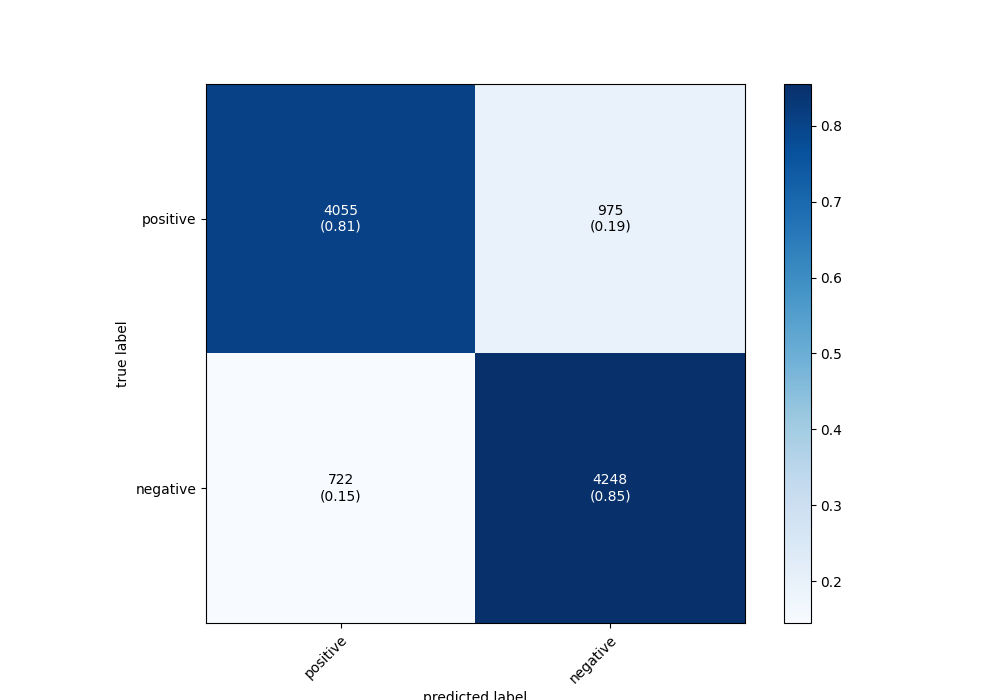 positive
4055
(0.81)
975
(0.19)
true label
negative
722
(0.15)
4248
(0.85)
positive
negative
predicted label
0.8
0.7
0.6
0.5
0.4
0.3
0.2